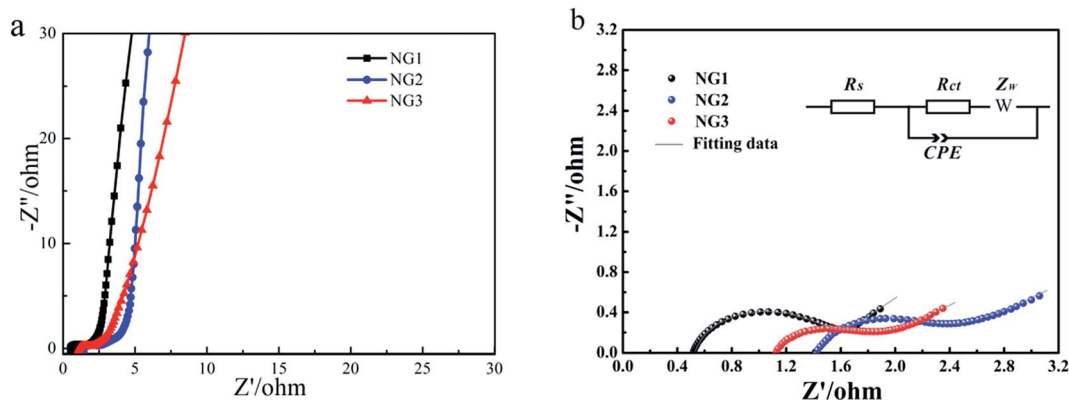 a
30
20
10
0
0 5 10 15 20 25 30
-Z''/ohm
Z'/ohm
NG1
NG2
NG3
b
3.2
2.8
2.4
2.0
1.6
1.2
0.8
0.4
0.0
0.0 0.4 0.8 1.2 1.6 2.0 2.4 2.8 3.2
-Z''/ohm
Z'/ohm
NG1
NG2
NG3
Fitting data
Rs Rct Zw
W
CPE